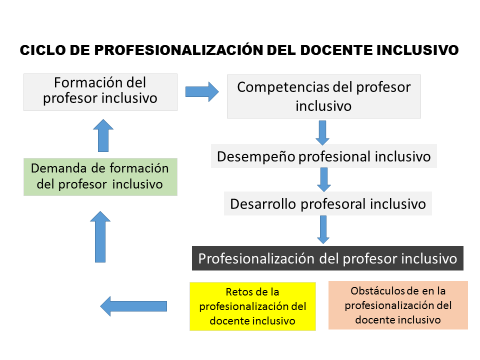 CICLO DE PROFESIONALIZACIÓN DEL DOCENTE INCLUSIVO
Formación del
profesor inclusivo
Competencias del profesor
inclusivo
Desempeño profesional inclusivo
Demanda de formación
del profesor inclusivo
Desarrollo profesoral inclusivo
Profesionalización del profesor inclusivo
Retos de la
profesionalización del
docente inclusivo
Obstáculos de en la
profesionalización del
docente inclusivo